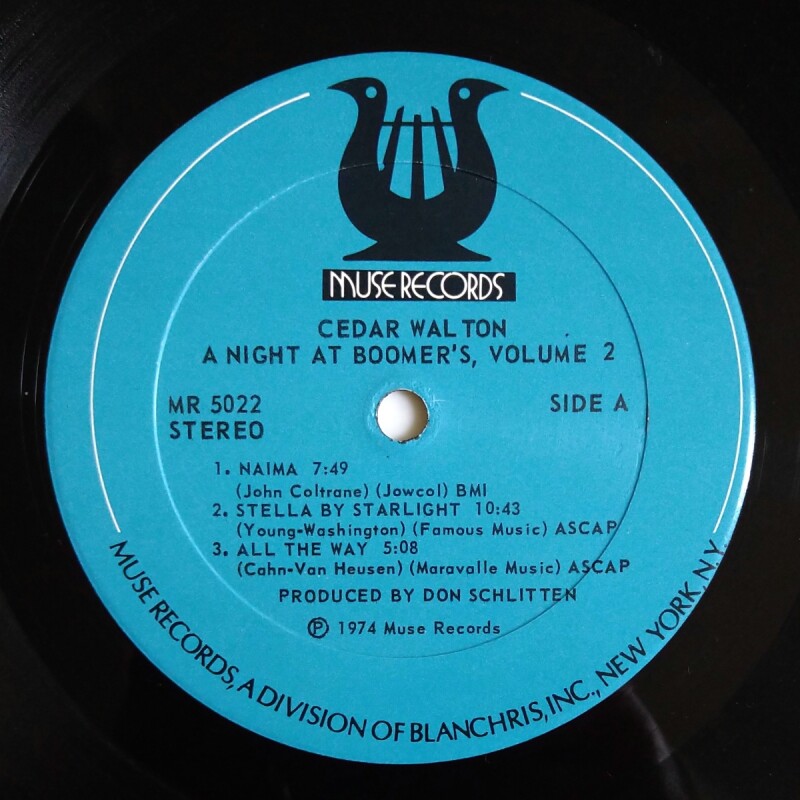 MUSE RECORDS
CEDAR WALTON
A NIGHT AT BOOMER'S, VOLUME 2
MR 5022
STEREO
SIDE A
1. NAIMA 7:49
(John Coltrane) (Jowcol) BMI
2. STELLA BY STARLIGHT 10:43
(Young-Washington) (Famous Music) ASCAP
3. ALL THE WAY 5:08
(Cahn-Van Heusen) (Maravalle Music) ASCAP
PRODUCED BY DON SCHLITTEN
℗ 1974 Muse Records
MUSE RECORDS, A DIVISION OF BLANCHRIS, INC., NEW YORK, N.Y.